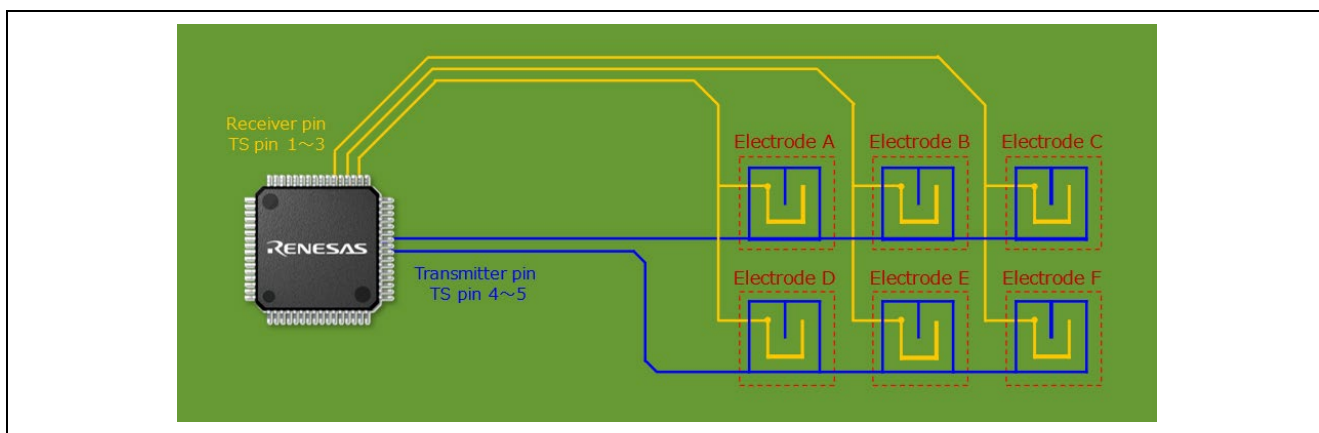 Receiver pin
TS pin 1～3
Electrode A
Electrode B
Electrode C
RENESAS
Transmitter pin
TS pin 4～5
Electrode D
Electrode E
Electrode F